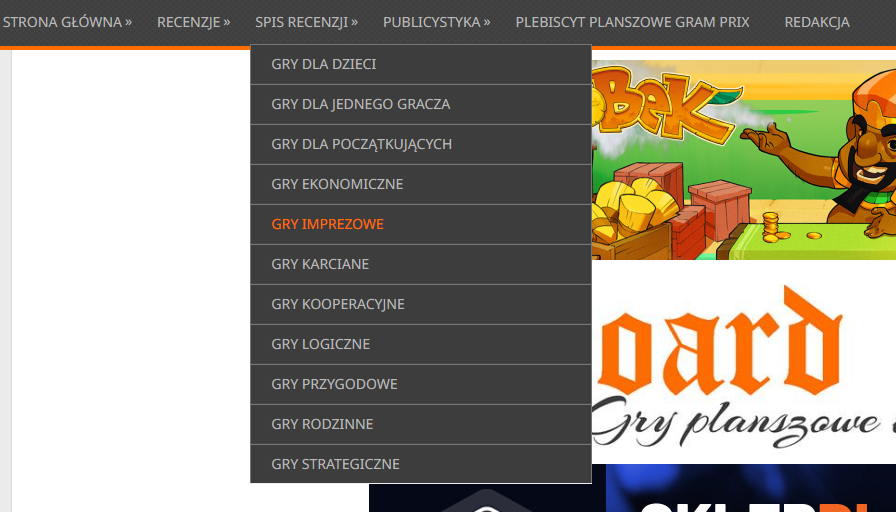 STRONA GŁÓWNA » RECENZJE » SPIS RECENZJI » PUBLICYSTYKA » PLEBISCYT PLANSZOWE GRAM PRIX REDAKCJA
GRY DLA DZIECI
GRY DLA JEDNEGO GRACZA
GRY DLA POCZĄTKUJĄCYCH
GRY EKONOMICZNE
GRY IMPREZOWE
GRY KARCIANE
GRY KOOPERACYJNE
GRY LOGICZNE
GRY PRZYGODOWE
GRY RODZINNE
GRY STRATEGICZNE
oard
Gry planszowe